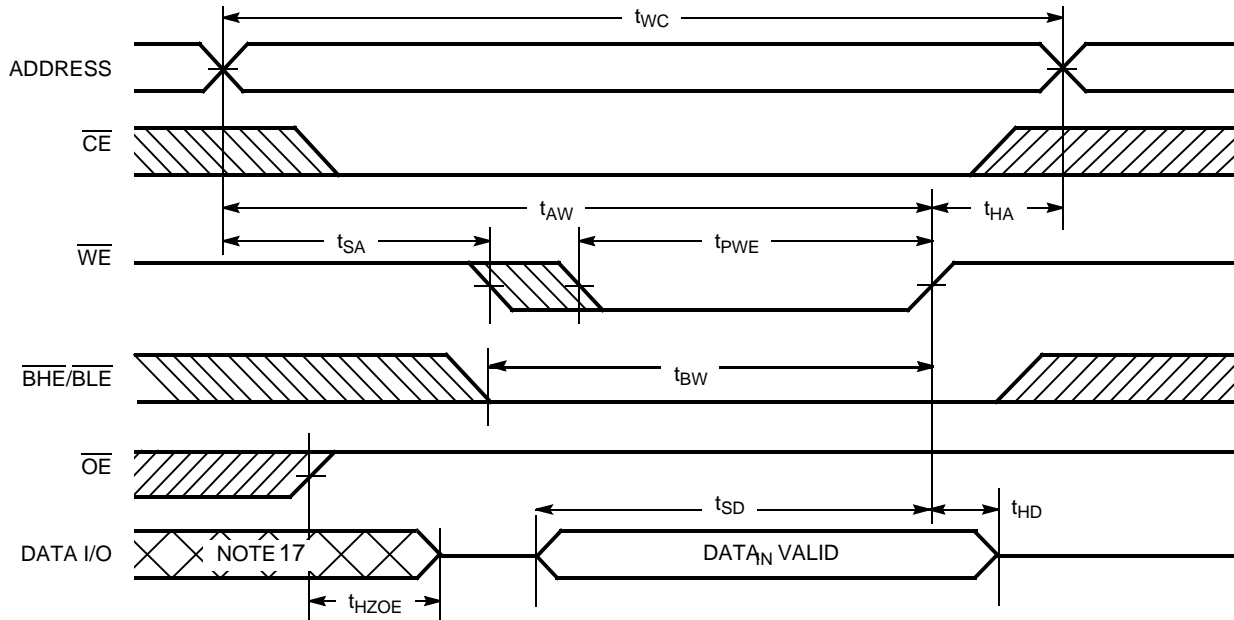 tWC
ADDRESS
CE
tAW
tHA
tSA
tPWE
WE
BHE/BLE
tBW
OE
tSD
tHD
DATA I/O
NOTE 17
DATAIN VALID
tHZOE